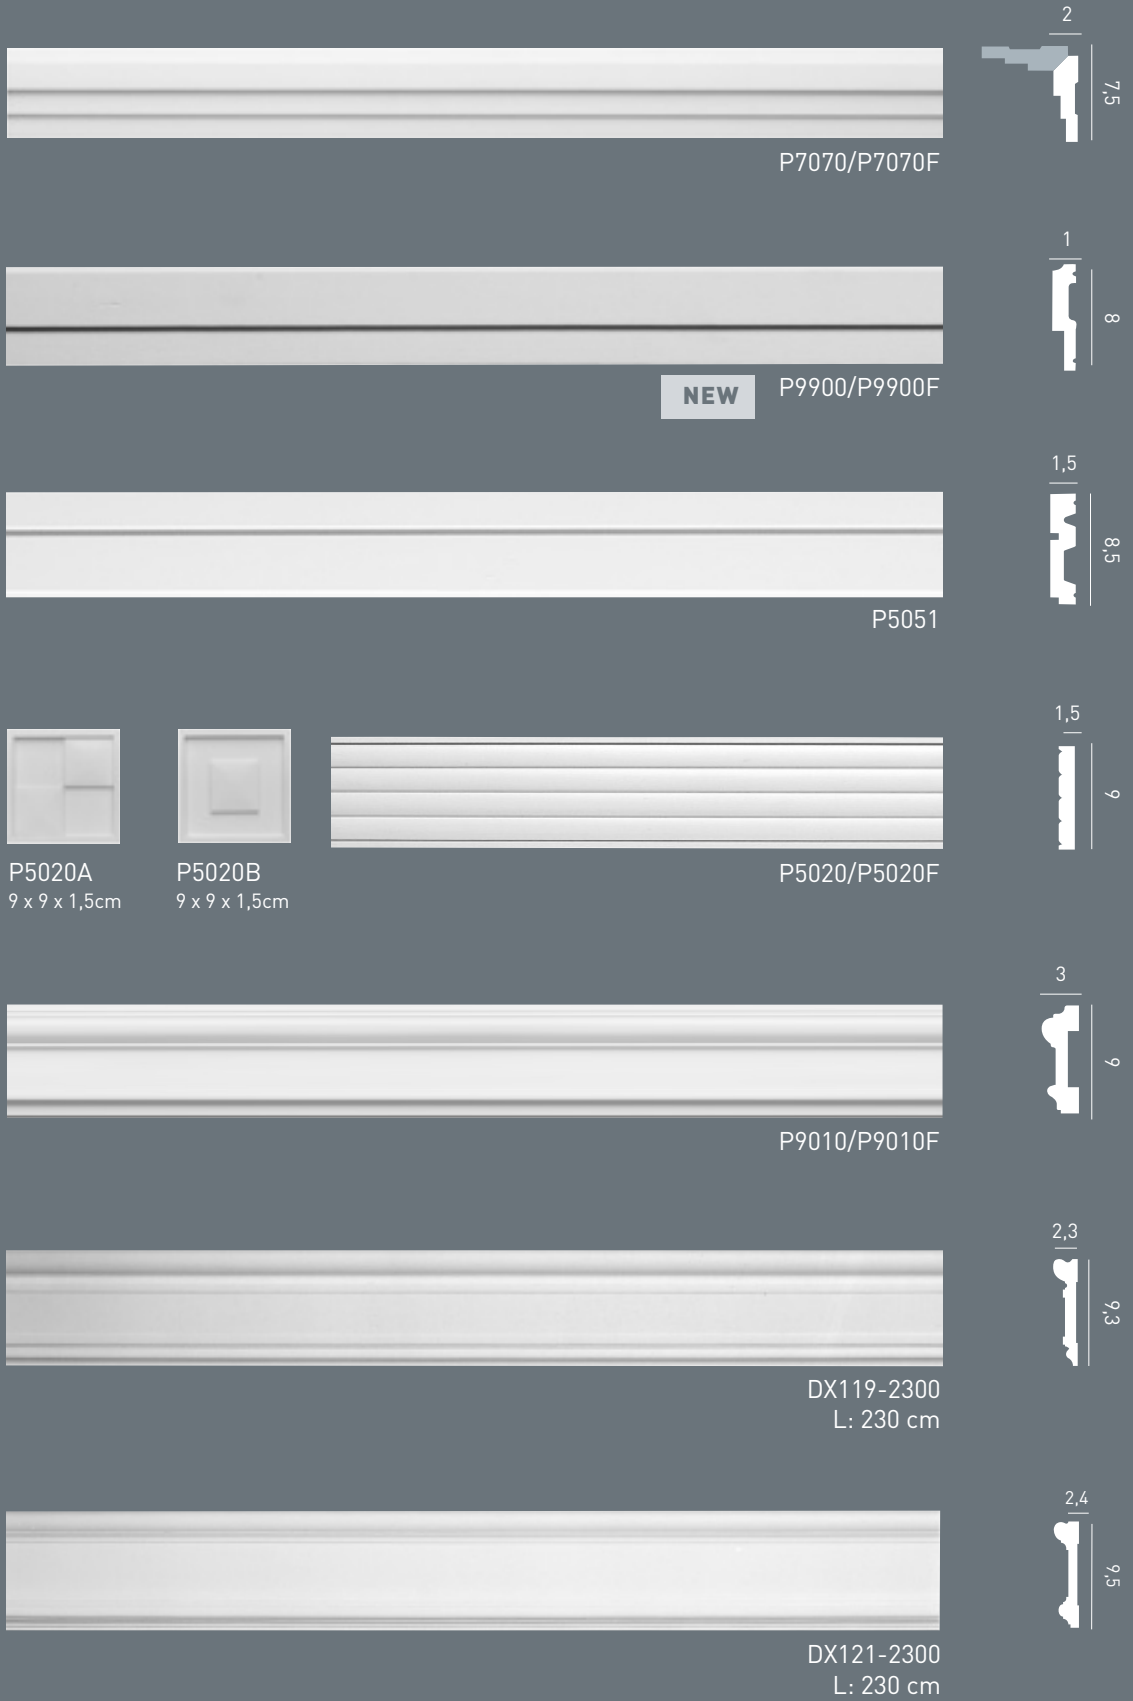 2
7,5
P7070/P7070F
1
8
NEW
P9900/P9900F
1,5
8,5
P5051
1,5
9
P5020A
9 x 9 x 1,5cm
P5020B
9 x 9 x 1,5cm
P5020/P5020F
3
9
P9010/P9010F
2,3
9,3
DX119-2300
L: 230 cm
2,4
9,5
DX121-2300
L: 230 cm